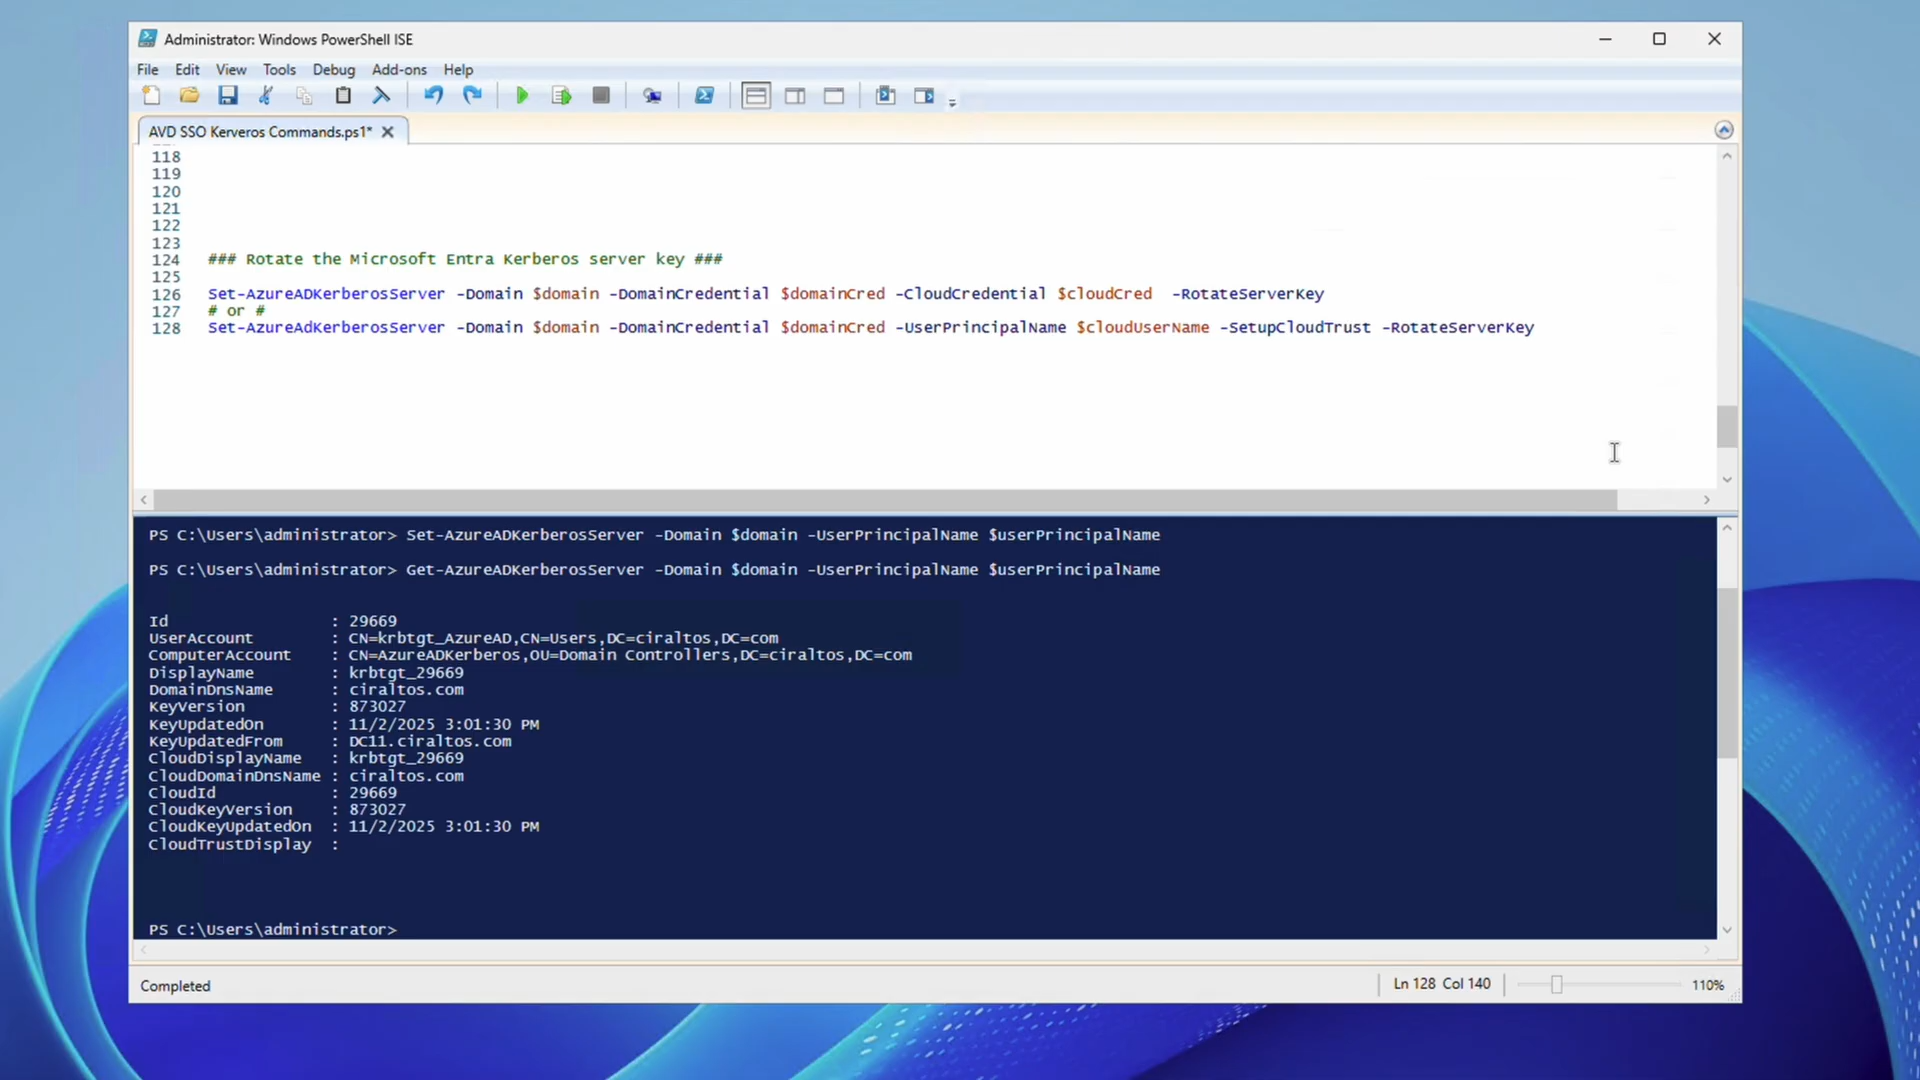 Administrator: Windows PowerShell ISE
File Edit View Tools Debug Add-ons Help
AVD SSO Kerveros Commands.ps1*
118
119
120
121
122
123
124 ### Rotate the Microsoft Entra Kerberos server key ###
125
126 Set-AzureADKerberosServer -Domain $domain -DomainCredential $domainCred -CloudCredential $cloudCred  -RotateServerKey
127 # or #
128 Set-AzureAdKerberosServer -Domain $domain -DomainCredential $domainCred -UserPrincipalName $cloudUserName -SetupCloudTrust -RotateServerKey
PS C:\Users\administrator> Set-AzureADKerberosServer -Domain $domain -UserPrincipalName $userPrincipalName
PS C:\Users\administrator> Get-AzureADKerberosServer -Domain $domain -UserPrincipalName $userPrincipalName
Id                 : 29669
UserAccount        : CN=krbtgt_AzureAD,CN=Users,DC=ciraltos,DC=com
ComputerAccount    : CN=AzureADKerberos,OU=Domain Controllers,DC=ciraltos,DC=com
DisplayName        : krbtgt_29669
DomainDnsName      : ciraltos.com
KeyVersion         : 873027
KeyUpdatedOn       : 11/2/2025 3:01:30 PM
KeyUpdatedFrom     : DC11.ciraltos.com
CloudDisplayName   : krbtgt_29669
CloudDomainDnsName : ciraltos.com
CloudId            : 29669
CloudKeyVersion    : 873027
CloudKeyUpdatedOn  : 11/2/2025 3:01:30 PM
CloudTrustDisplay  :
PS C:\Users\administrator>
Completed Ln 128 Col 140 110%